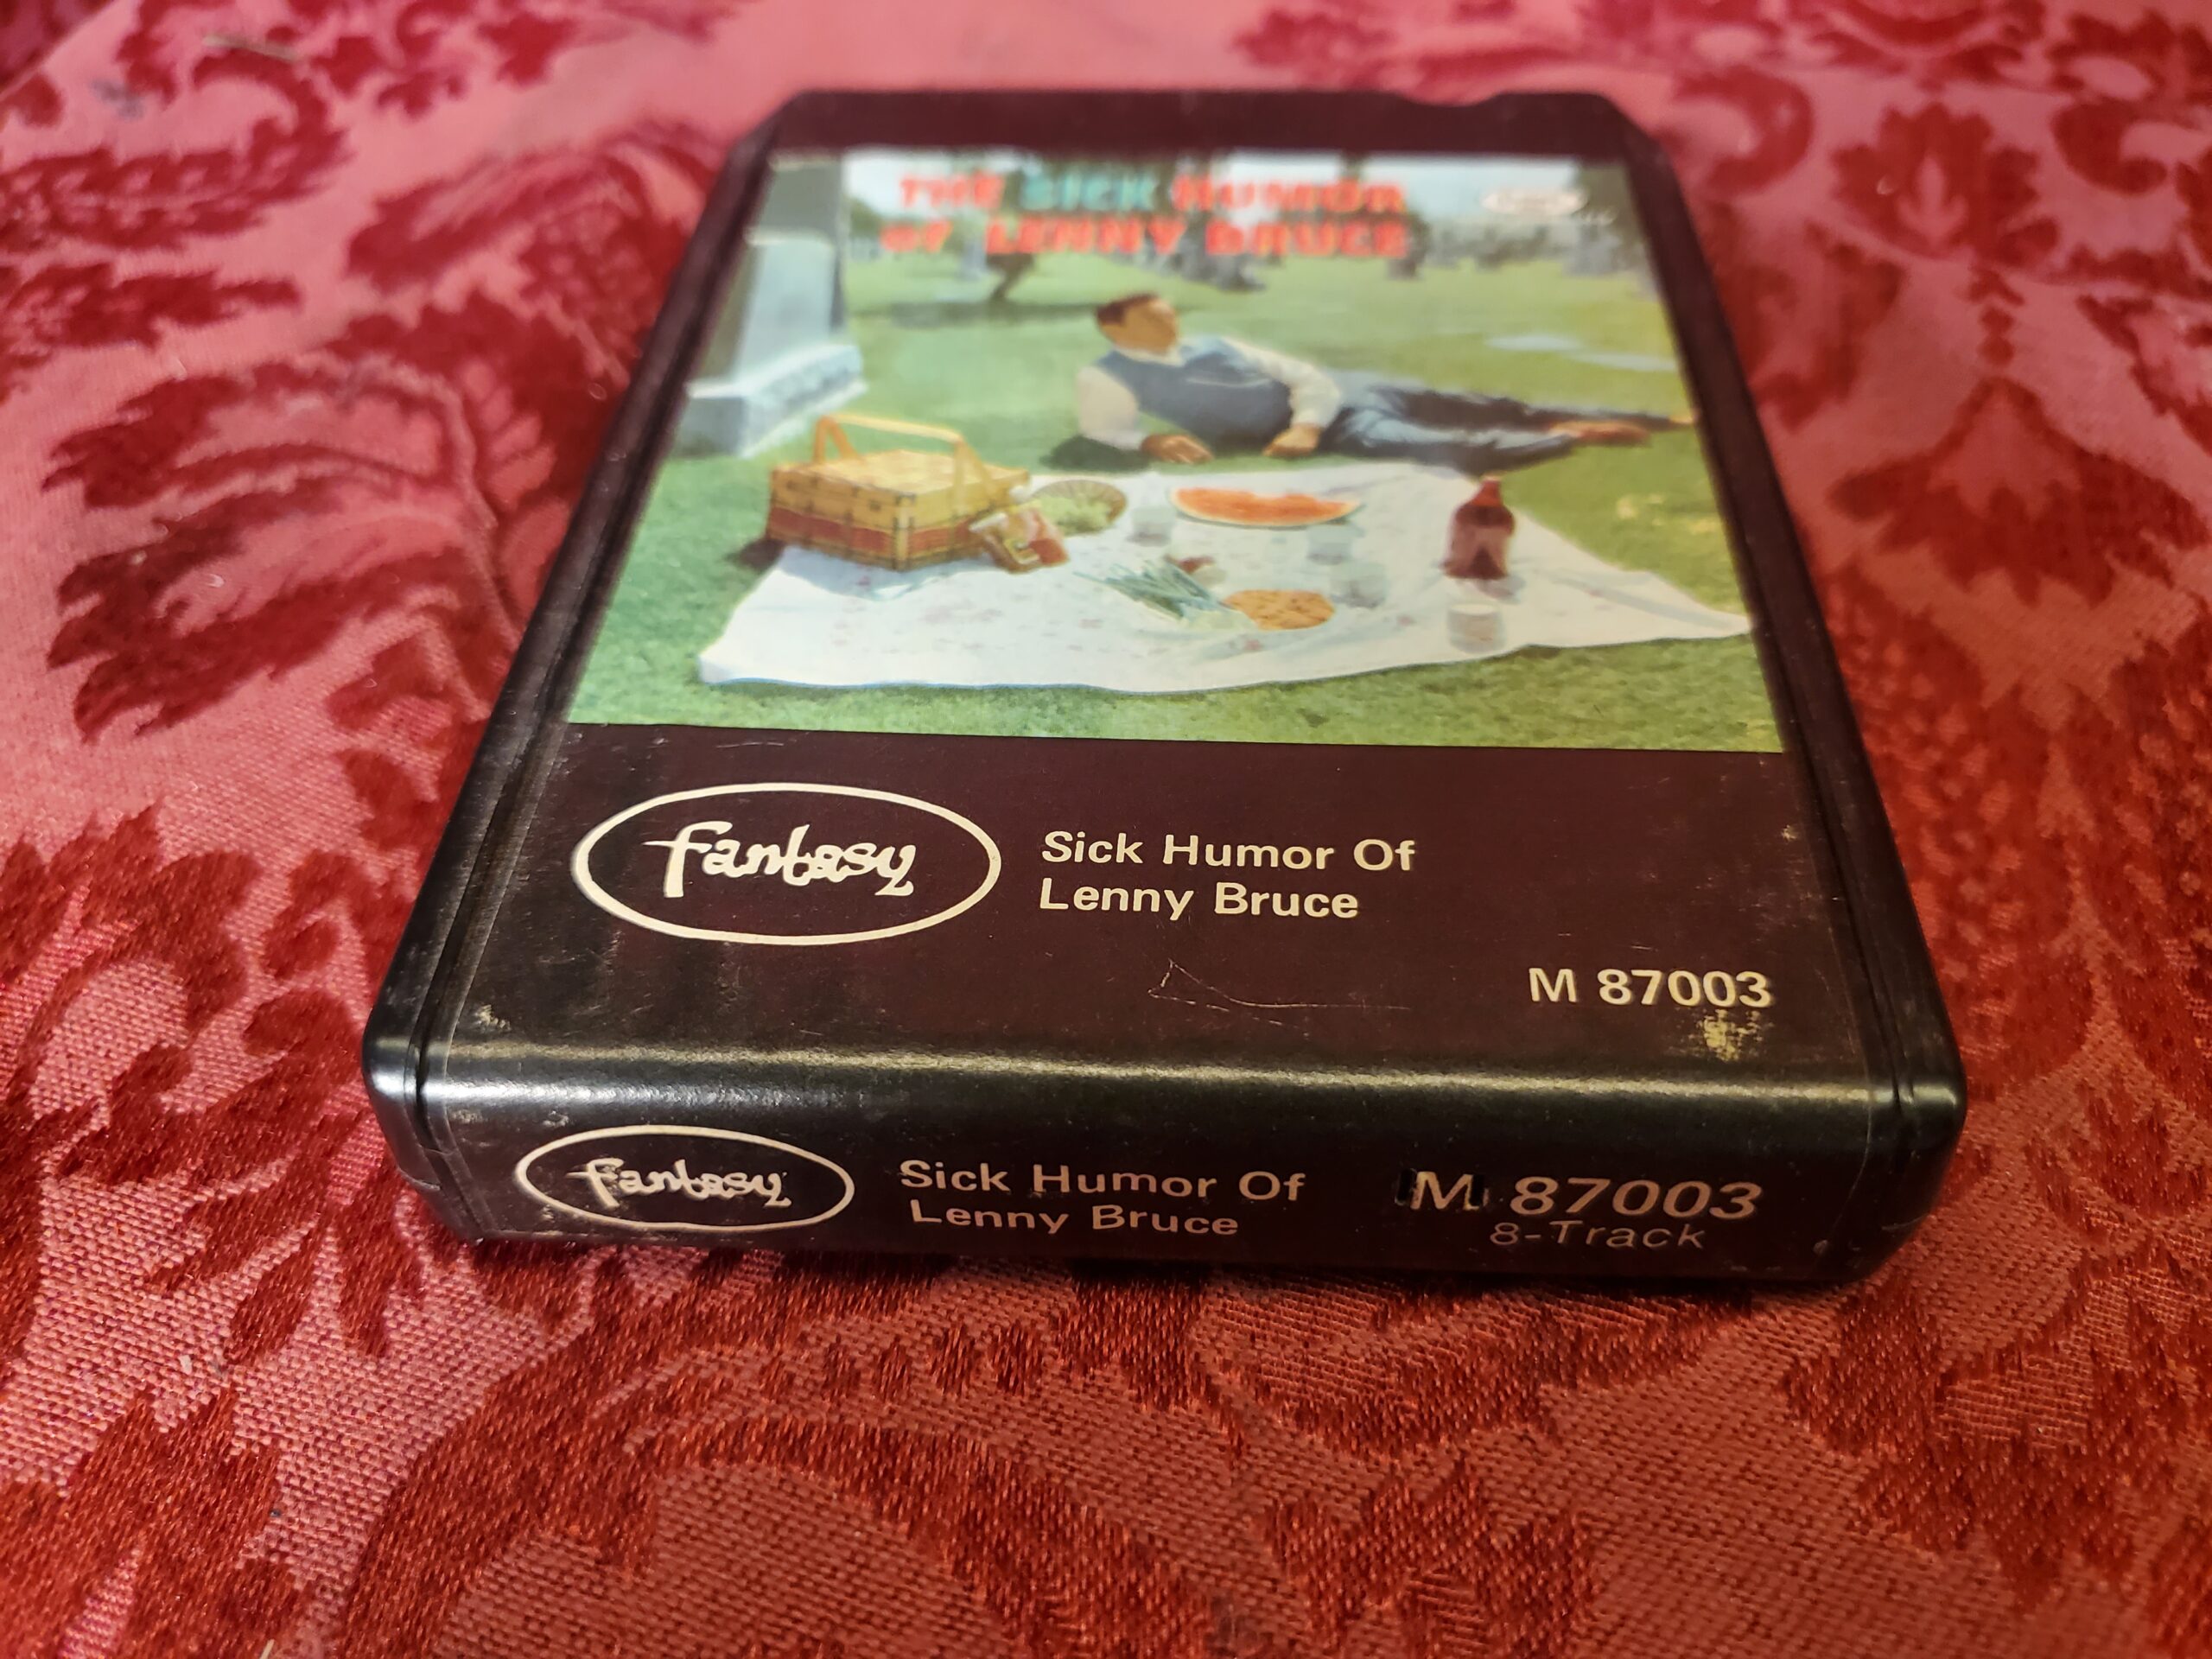 THE SICK HUMOR
of LENNY BRUCE
fantasy
Sick Humor Of
Lenny Bruce
M 87003
fantasy
Sick Humor Of
Lenny Bruce
M 87003
8-Track